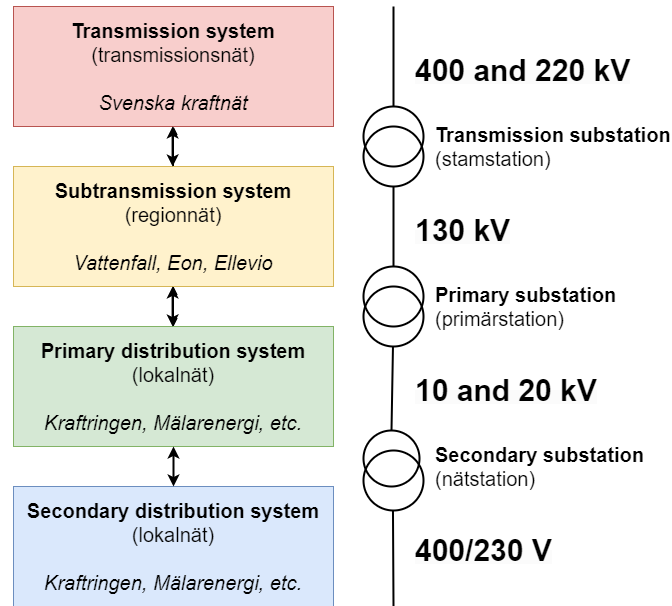 Transmission system
(transmissionsnät)
Svenska kraftnät
400 and 220 kV
Transmission substation
(stamstation)
Subtransmission system
(regionnät)
Vattenfall, Eon, Ellevio
130 kV
Primary substation
(primärstation)
Primary distribution system
(lokalnät)
Kraftringen, Mälarenergi, etc.
10 and 20 kV
Secondary substation
(nätstation)
Secondary distribution system
(lokalnät)
Kraftringen, Mälarenergi, etc.
400/230 V